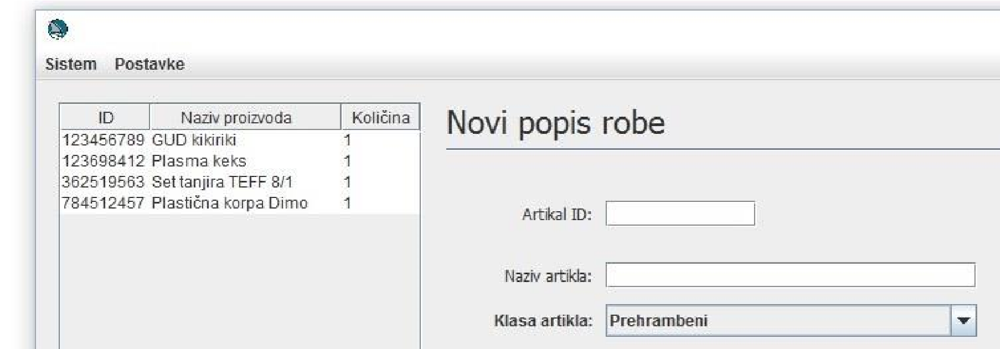 Sistem Postavke
ID Naziv proizvoda Količina
123456789 GUD kikiriki 1
123698412 Plasma keks 1
362519563 Set tanjira TEFF 8/1 1
784512457 Plastična korpa Dimo 1
Novi popis robe
Artikal ID:
Naziv artikla:
Klasa artikla: Prehrambeni